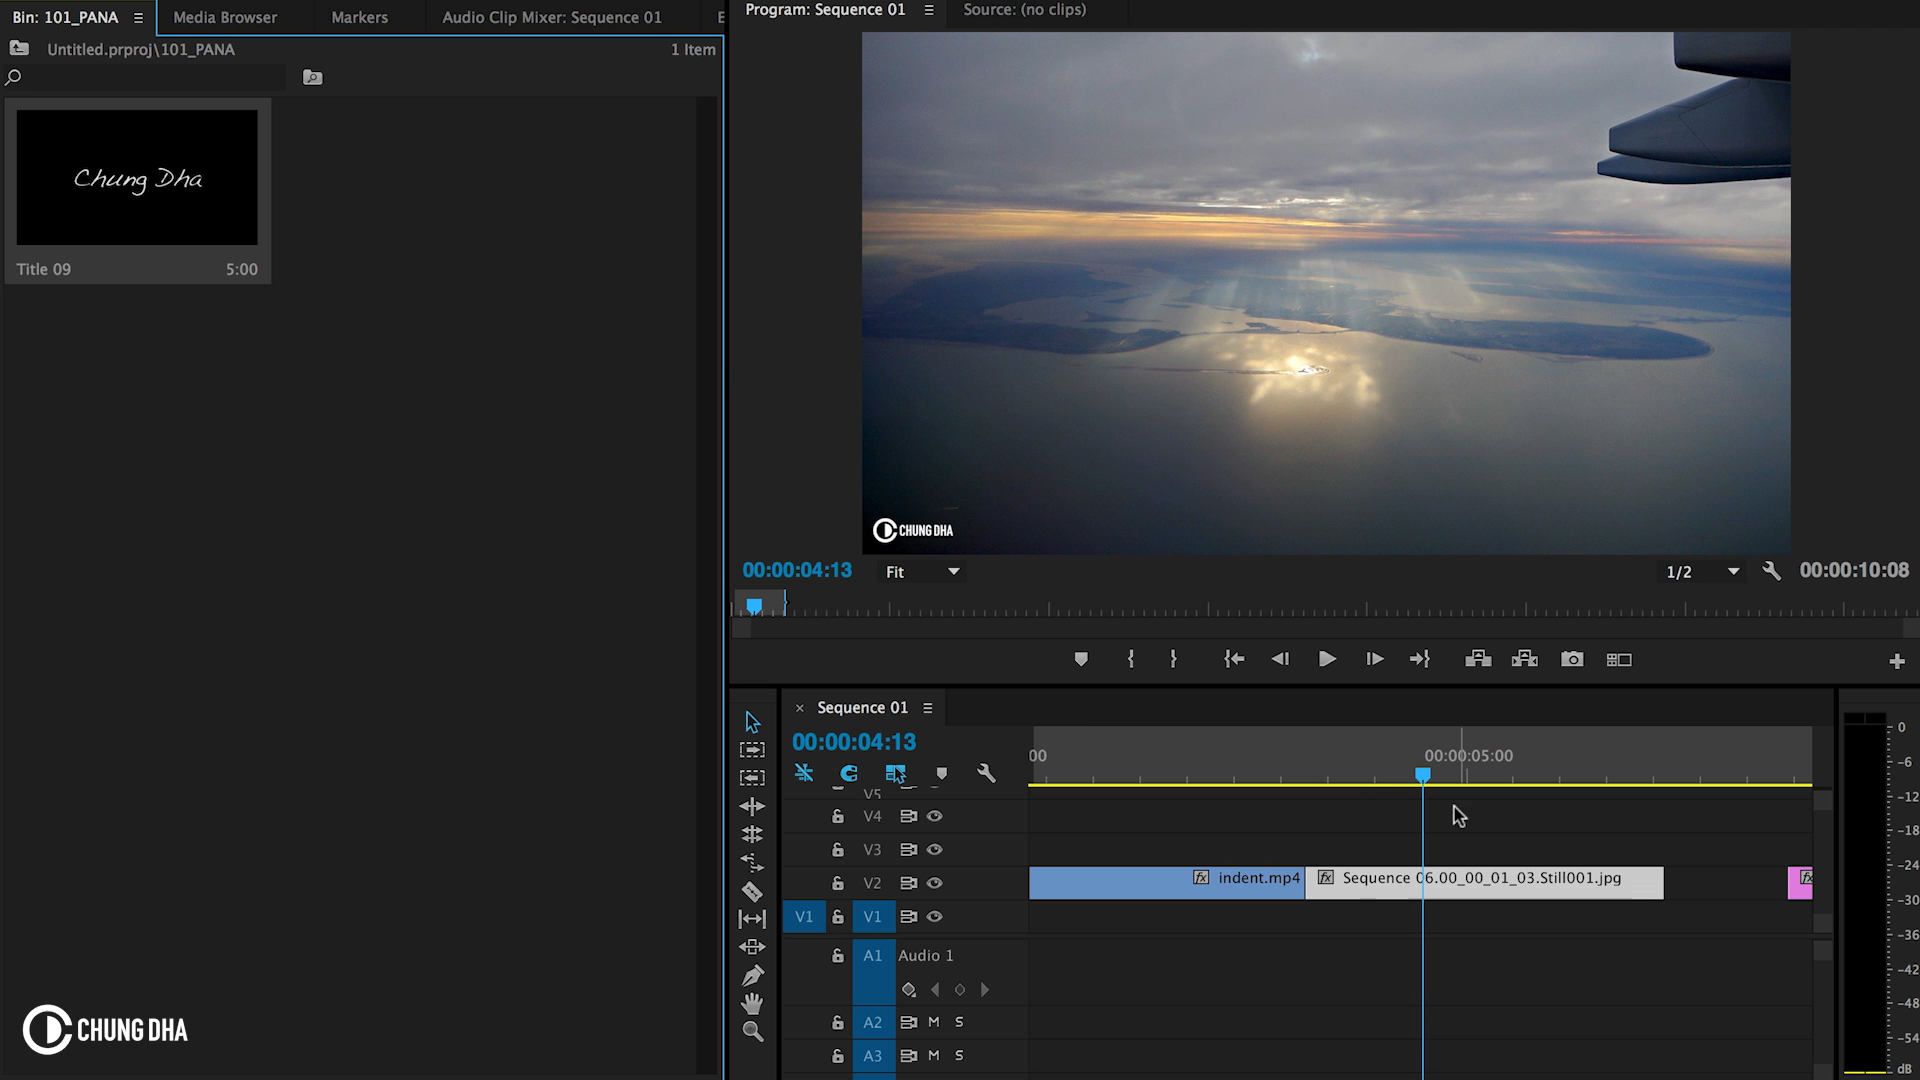 Bin: 101_PANA
Media Browser
Markers
Audio Clip Mixer: Sequence 01
Untitled.prproj\101_PANA
1 Item
Chung Dha
Title 09
5:00
Program: Sequence 01
Source: (no clips)
CHUNG DHA
00:00:04:13
Fit
1/2
00:00:10:08
× Sequence 01
00:00:04:13
00
00:00:05:00
V5
V4
V3
V2
fx indent.mp4
fx Sequence 06.00_00_01_03.Still001.jpg
fx
V1
V1
A1
Audio 1
A2
M
S
A3
M
S
0
-6
-12
-18
-24
-30
-36
-42
-48
-54
dB
CHUNG DHA